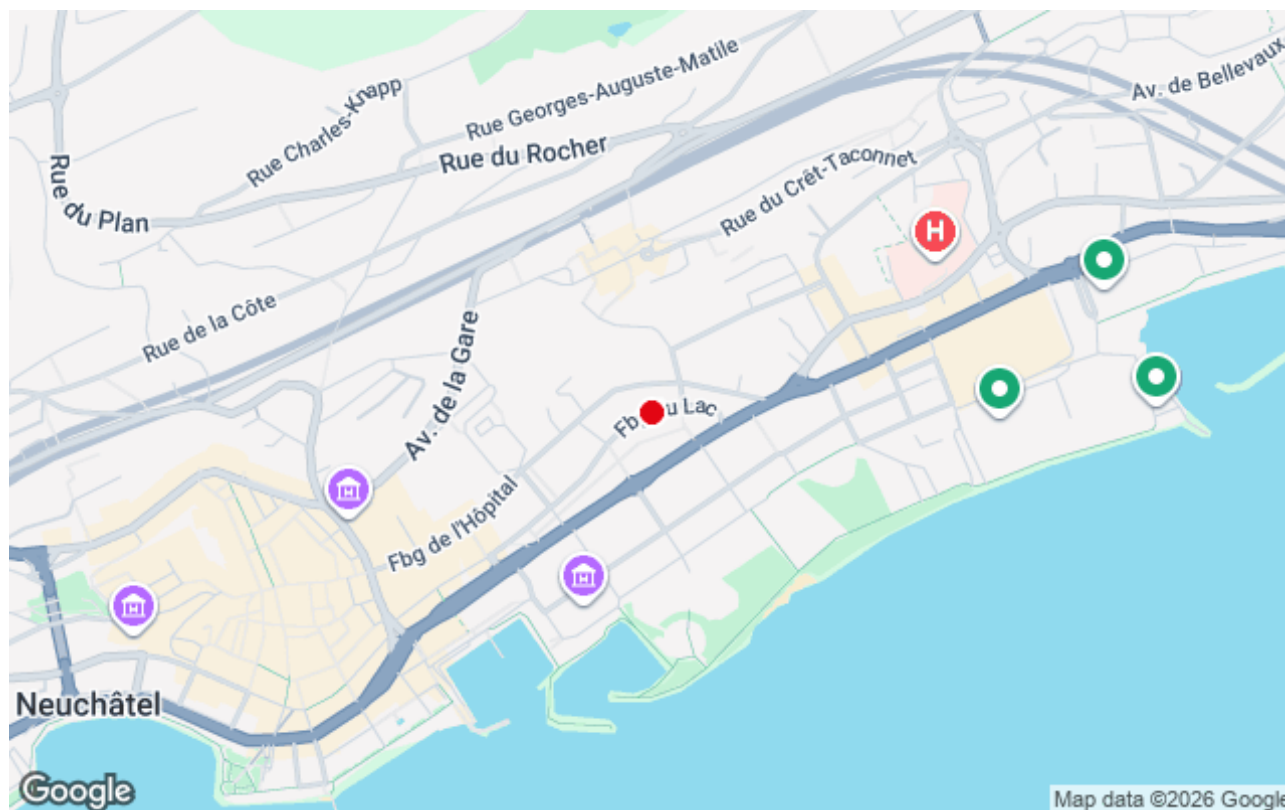 Rue Charles-Knapp
Rue Georges-Auguste-Matile
Av. de Bellevaux
Rue du Rocher
Rue du Plan
Rue du Crêt-Taconnet
H
Rue de la Côte
Av. de la Gare
Lac
Fbg de l'Hôpital
Neuchâtel
Google
Map data ©2026 Google